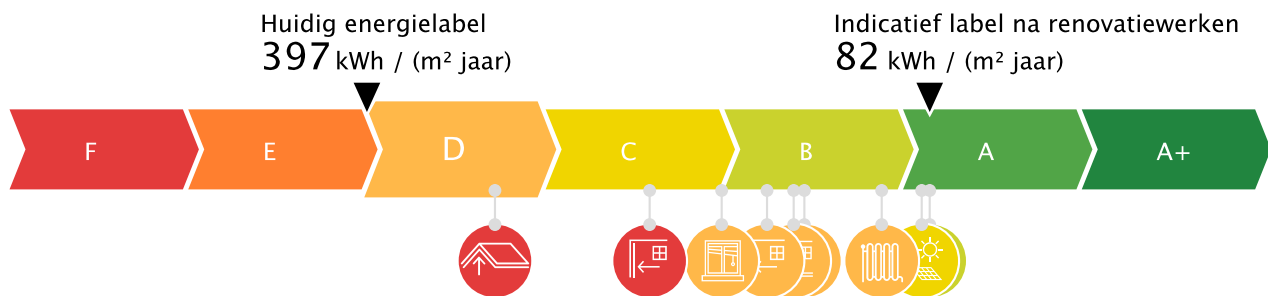 Huidig energielabel
397 kWh / (m² jaar)
Indicatief label na renovatiewerken
82 kWh / (m² jaar)
F E D C B A A+